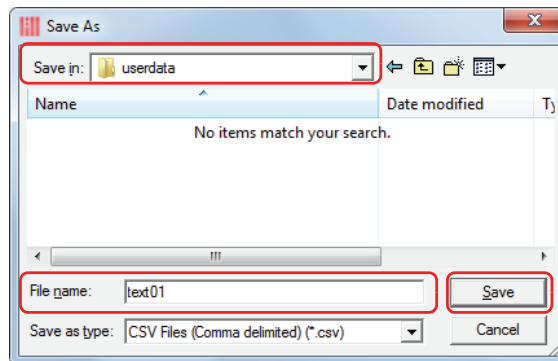 Save As
Save in: userdata
Name Date modified Ty
No items match your search.
File name: text01 Save
Save as type: CSV Files (Comma delimited) (*.csv) Cancel